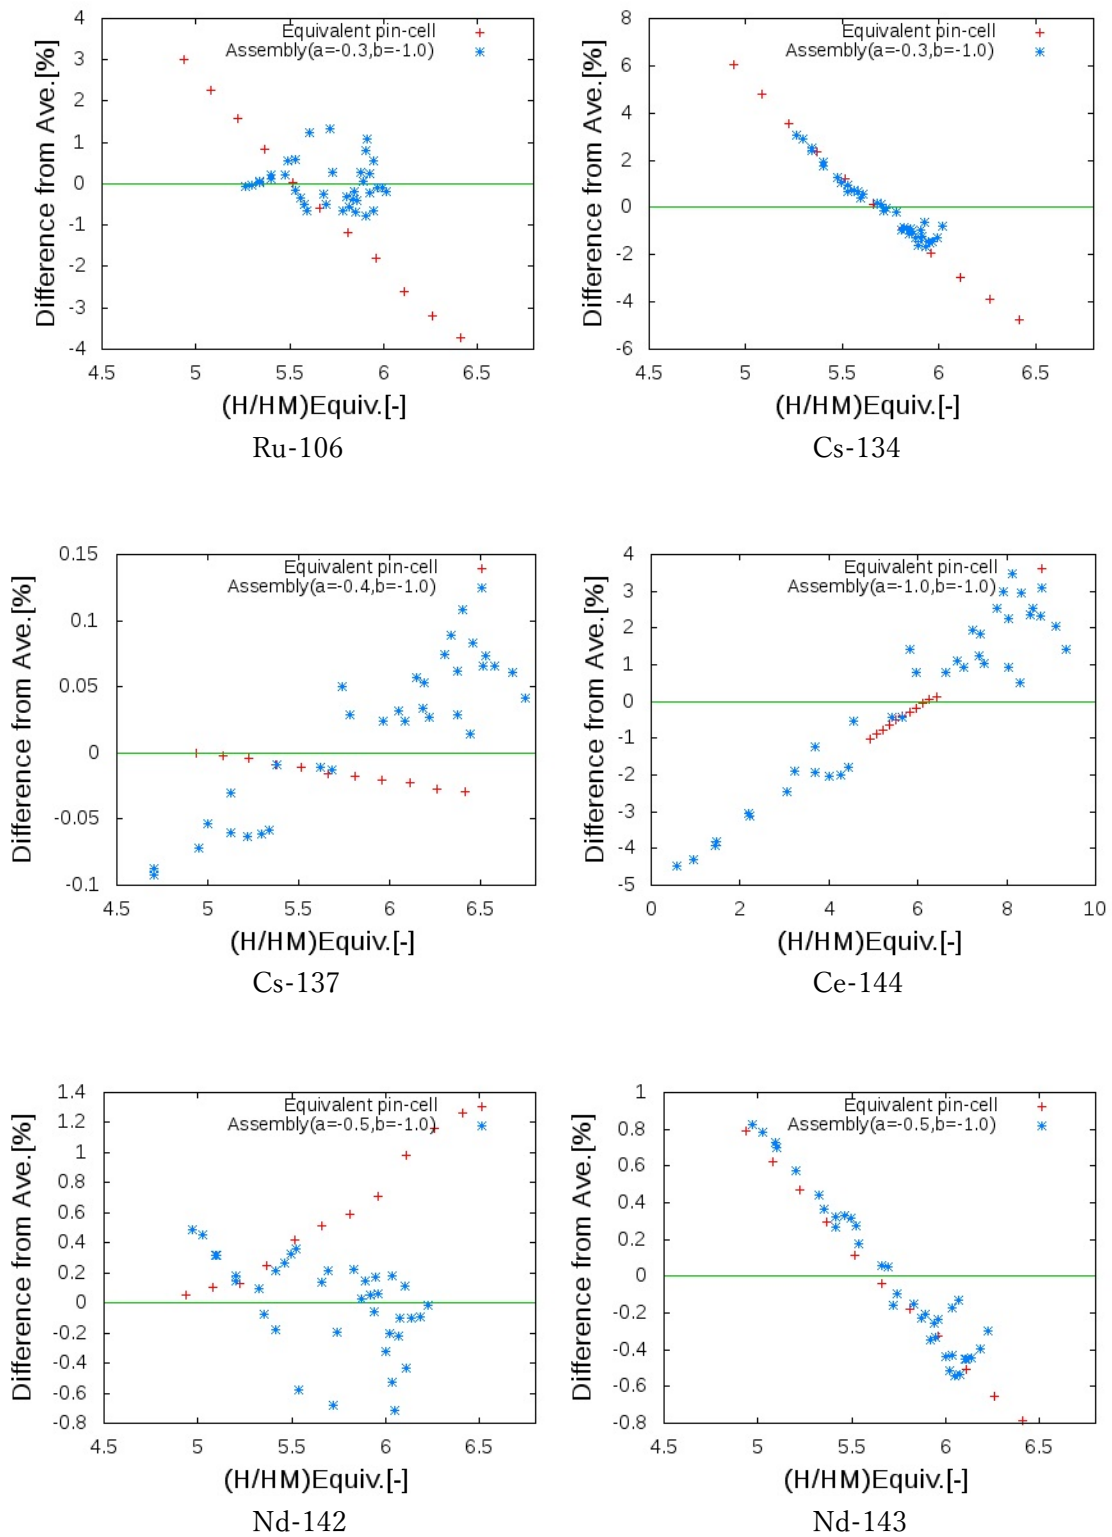 Difference from Ave.[%]
4
3
2
1
0
-1
-2
-3
-4
Equivalent pin-cell
Assembly(a=-0.3,b=-1.0)
4.5 5 5.5 6 6.5
(H/HM)Equiv.[-]
Ru-106
Difference from Ave.[%]
8
6
4
2
0
-2
-4
-6
Equivalent pin-cell
Assembly(a=-0.3,b=-1.0)
4.5 5 5.5 6 6.5
(H/HM)Equiv.[-]
Cs-134
Difference from Ave.[%]
0.15
0.1
0.05
0
-0.05
-0.1
Equivalent pin-cell
Assembly(a=-0.4,b=-1.0)
4.5 5 5.5 6 6.5
(H/HM)Equiv.[-]
Cs-137
Difference from Ave.[%]
4
3
2
1
0
-1
-2
-3
-4
-5
Equivalent pin-cell
Assembly(a=-1.0,b=-1.0)
0 2 4 6 8 10
(H/HM)Equiv.[-]
Ce-144
Difference from Ave.[%]
1.4
1.2
1
0.8
0.6
0.4
0.2
0
-0.2
-0.4
-0.6
-0.8
Equivalent pin-cell
Assembly(a=-0.5,b=-1.0)
4.5 5 5.5 6 6.5
(H/HM)Equiv.[-]
Nd-142
Difference from Ave.[%]
1
0.8
0.6
0.4
0.2
0
-0.2
-0.4
-0.6
-0.8
Equivalent pin-cell
Assembly(a=-0.5,b=-1.0)
4.5 5 5.5 6 6.5
(H/HM)Equiv.[-]
Nd-143